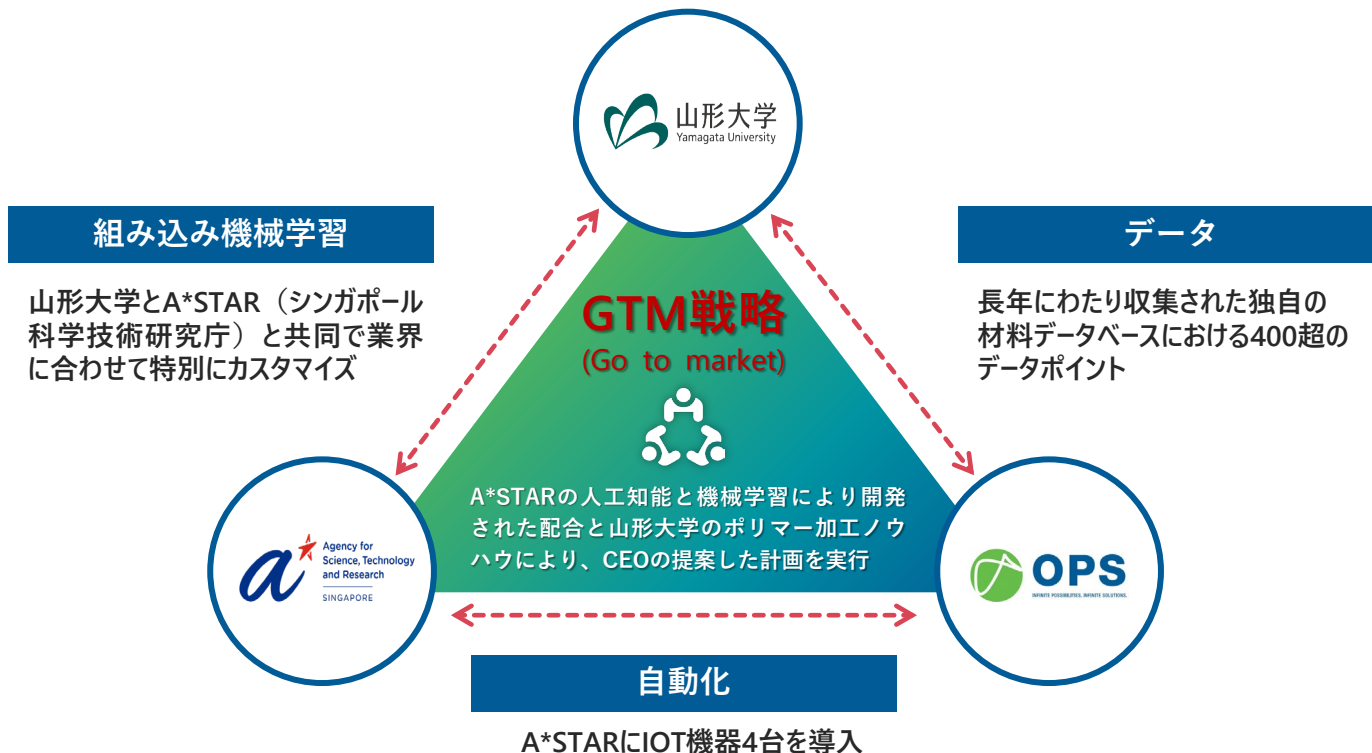 山形大学
Yamagata University
組み込み機械学習
山形大学とA*STAR（シンガポール
科学技術研究庁）と共同で業界
に合わせて特別にカスタマイズ
データ
長年にわたり収集された独自の
材料データベースにおける400超の
データポイント
GTM戦略
(Go to market)
A*STARの人工知能と機械学習により開発
された配合と山形大学のポリマー加工ノウ
ハウにより、CEOの提案した計画を実行
a
Agency for
Science, Technology
and Research
SINGAPORE
OPS
INFINITE POSSIBILITIES. INFINITE SOLUTIONS.
自動化
A*STARにIOT機器4台を導入